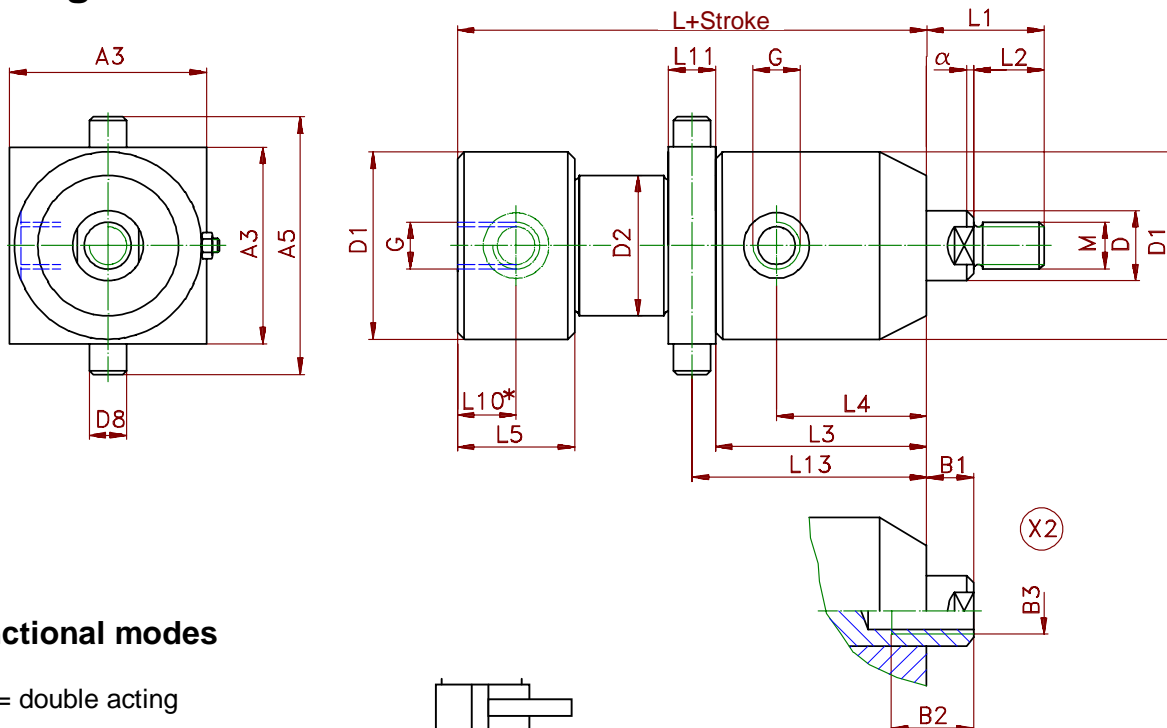 L+Stroke
L1
A3
L11
G
α
L2
D1
G
D2
A3
A5
M
D
D1
D8
L10*
L5
L4
L3
L13
B1
X2
B3
B2
ctional modes
= double acting